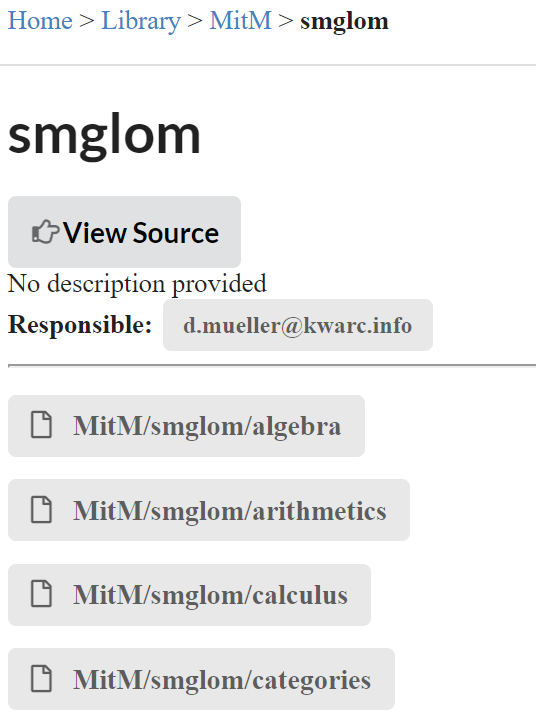 Home > Library > MitM > smglom
smglom
View Source
No description provided
Responsible: d.mueller@kwarc.info
MitM/smglom/algebra
MitM/smglom/arithmetics
MitM/smglom/calculus
MitM/smglom/categories